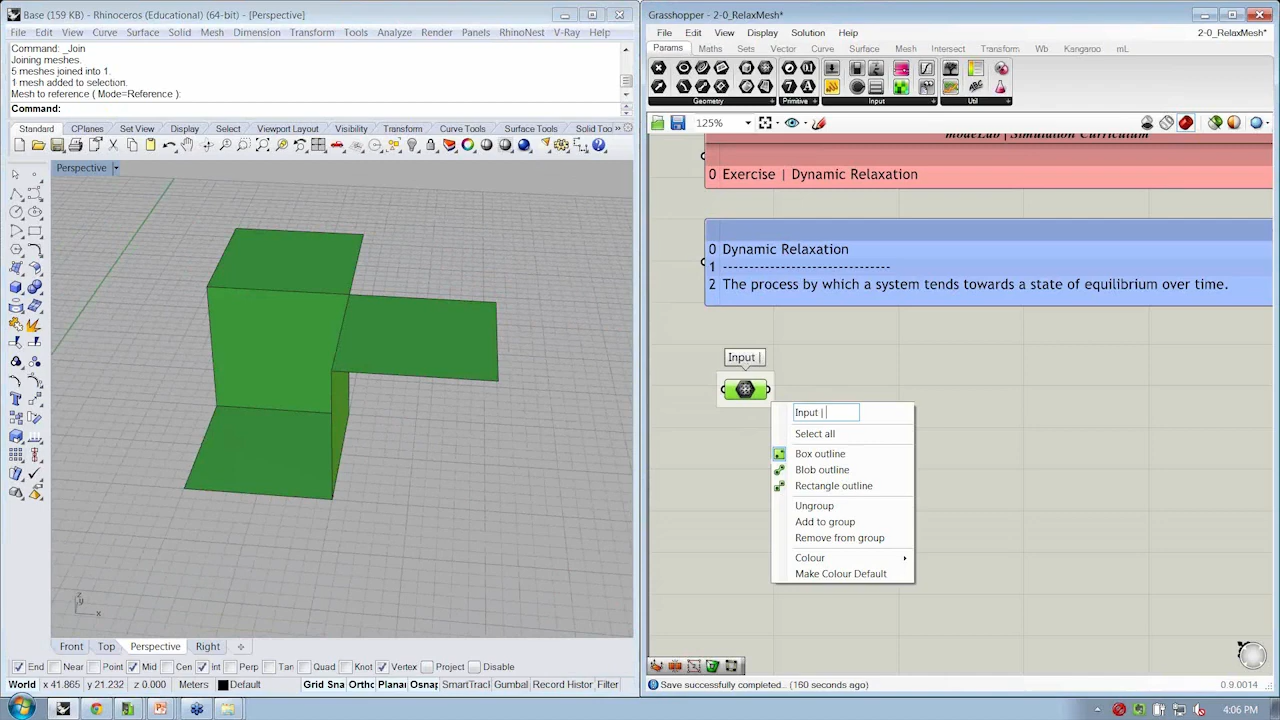 Base (159 KB) - Rhinoceros (Educational) (64-bit) - [Perspective]
File Edit View Curve Surface Solid Mesh Dimension Transform Tools Analyze Render Panels RhinoNest V-Ray Help
Command: _Join
Joining meshes.
5 meshes joined into 1.
1 mesh added to selection.
Mesh to reference ( Mode=Reference ):
Command:
Standard CPlanes Set View Display Select Viewport Layout Visibility Transform Curve Tools Surface Tools Solid Too »
Perspective
z
y
x
Front Top Perspective Right
End Near Point Mid Cen Int Perp Tan Quad Knot Vertex Project Disable
World x 41.865 y 21.232 z 0.000 Meters Default Grid Sna Ortho Planar Osnap SmartTrack Gumbal Record Histor Filter
Grasshopper - 2-0_RelaxMesh*
File Edit View Display Solution Help 2-0_RelaxMesh*
Params Maths Sets Vector Curve Surface Mesh Intersect Transform Wb Kangaroo mL
Geometry Primitive Input Util
125%
modeLab | Simulation Curriculum
0 Exercise | Dynamic Relaxation
0 Dynamic Relaxation
1 -------------------------------
2 The process by which a system tends towards a state of equilibrium over time.
Input |
Input |
Select all
Box outline
Blob outline
Rectangle outline
Ungroup
Add to group
Remove from group
Colour
Make Colour Default
Save successfully completed... (160 seconds ago) 0.9.0014
4:06 PM